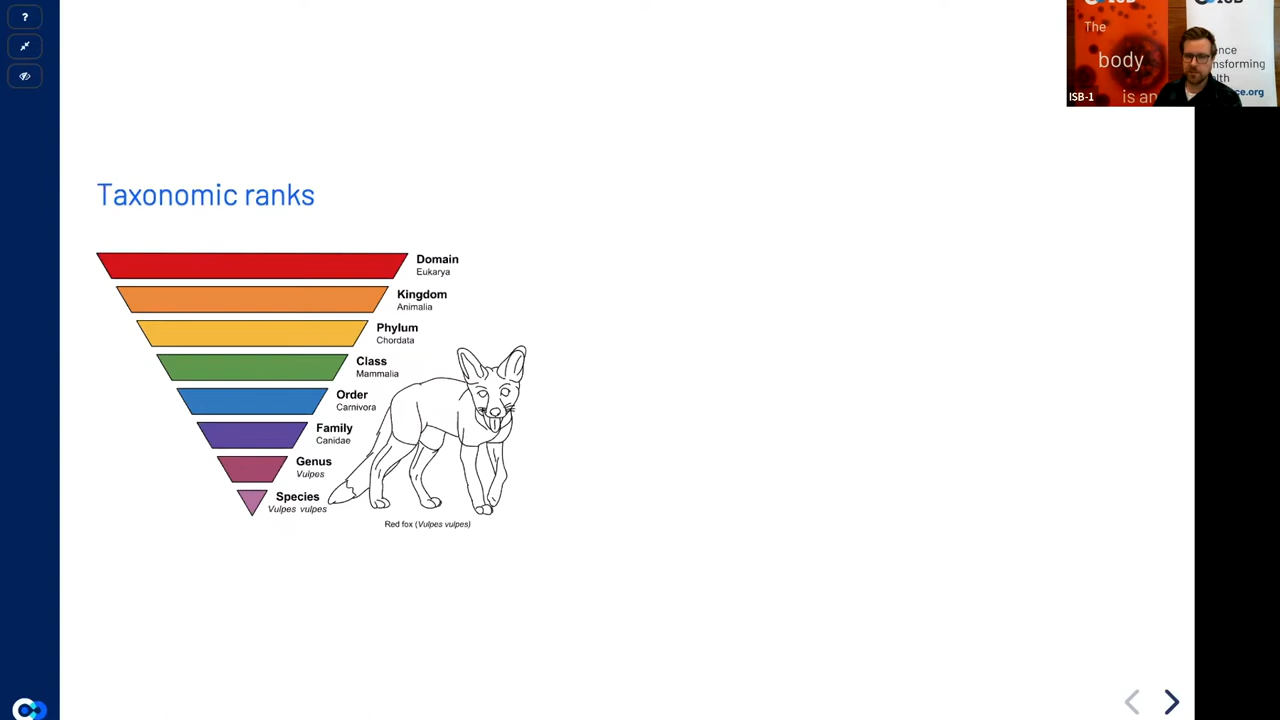 ?
The
body
is an
ence
nsforming
lth
ce.org
ISB-1
Taxonomic ranks
Domain
Eukarya
Kingdom
Animalia
Phylum
Chordata
Class
Mammalia
Order
Carnivora
Family
Canidae
Genus
Vulpes
Species
Vulpes vulpes
Red fox (Vulpes vulpes)